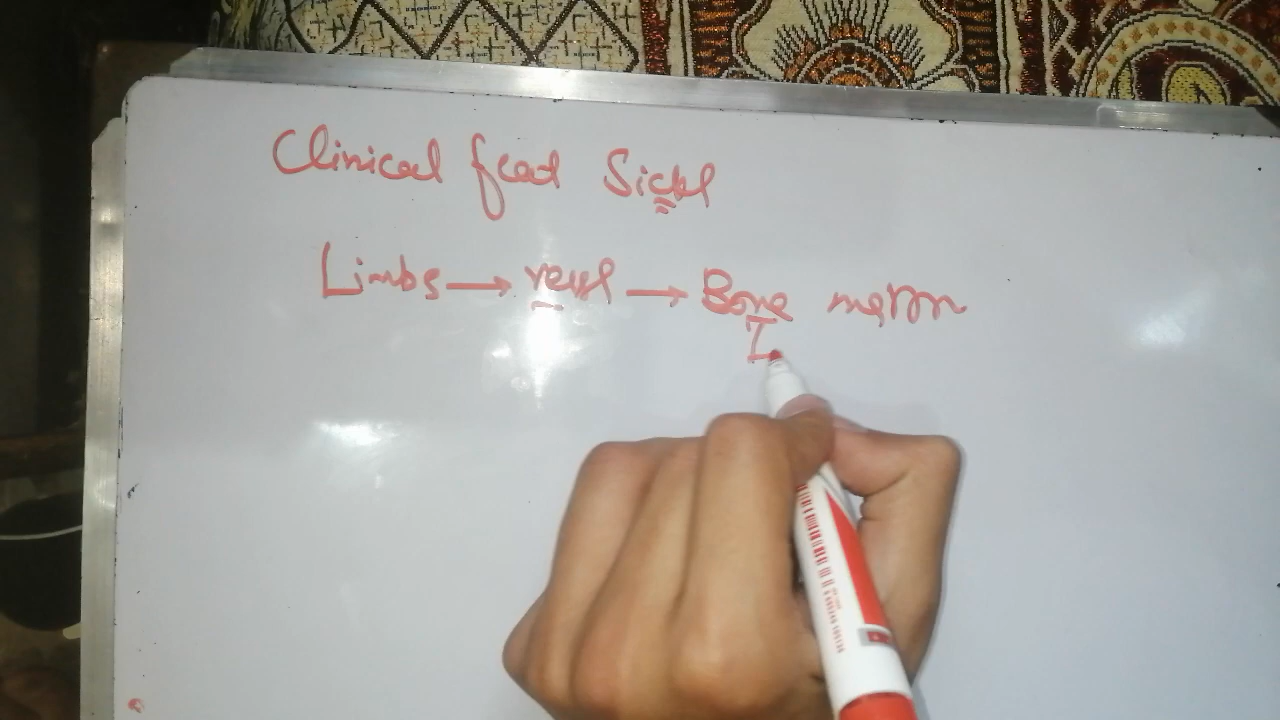 Clinical feat Sickl
Limbs → vessl → Bone marrow
I